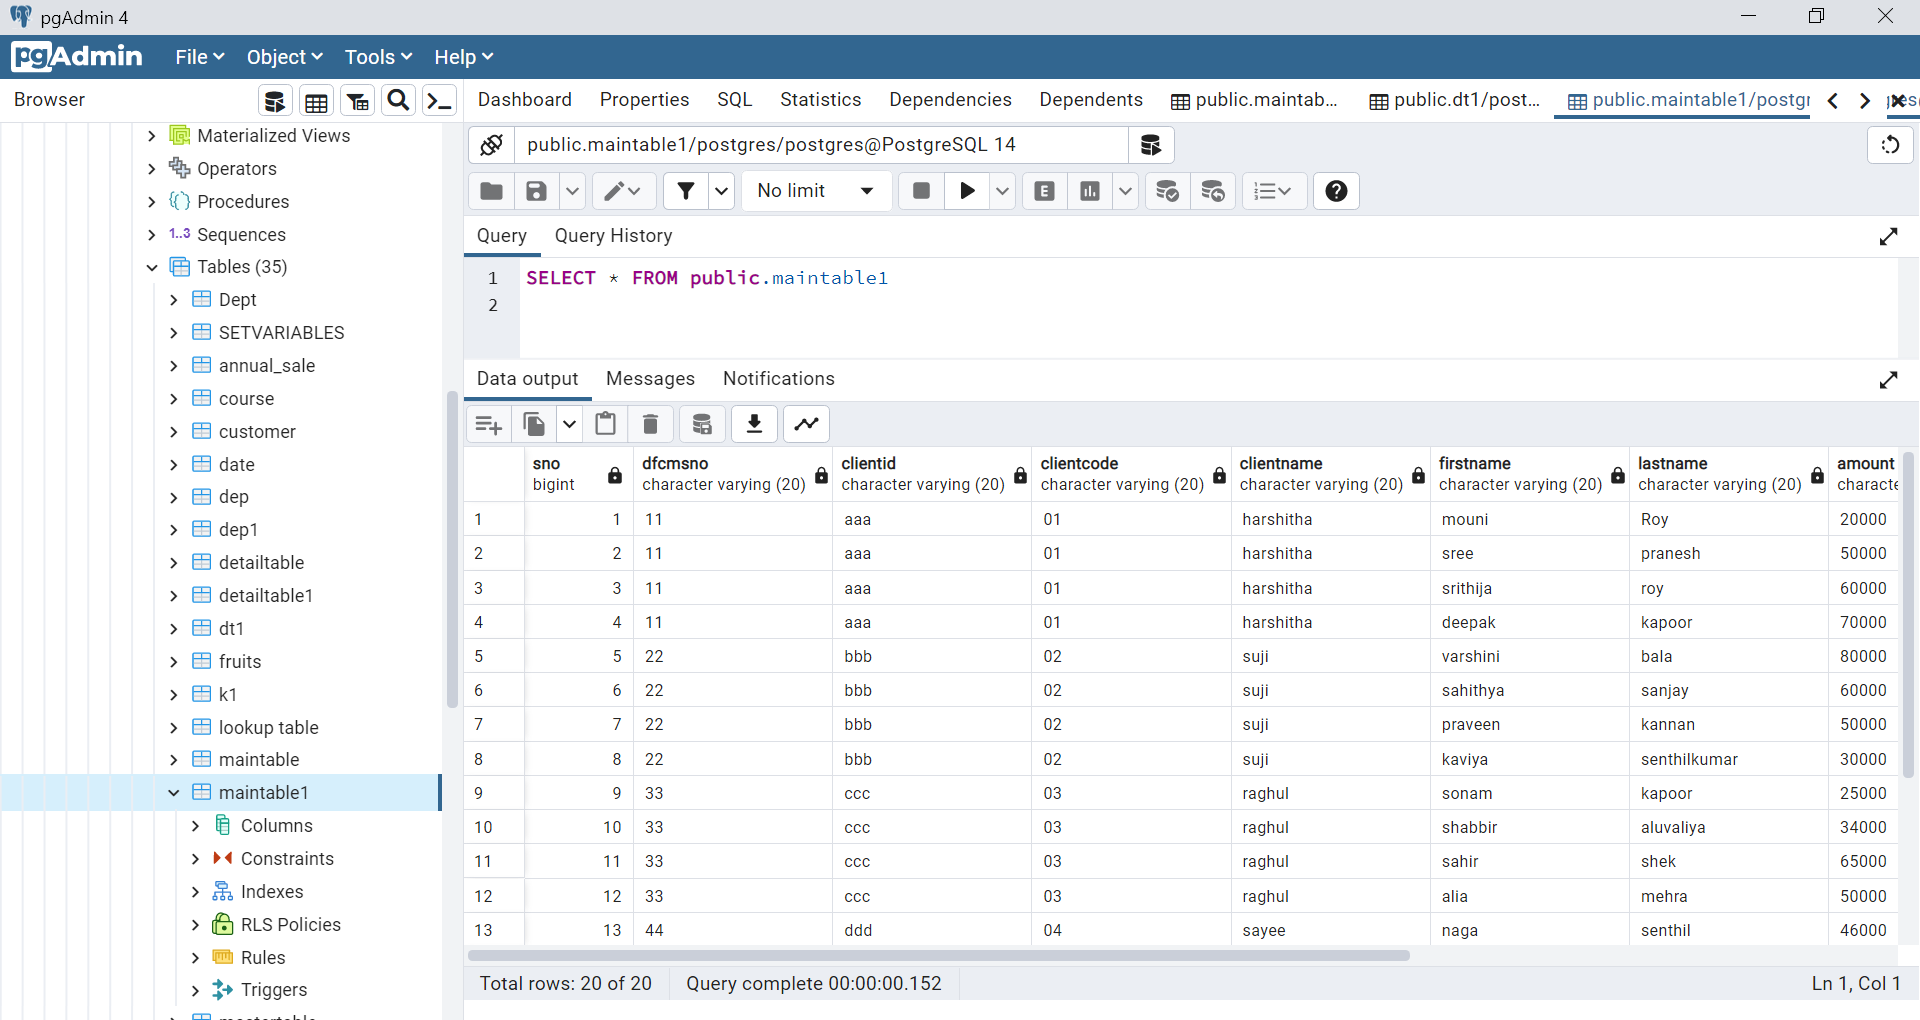 pgAdmin 4
pgAdmin File Object Tools Help
Browser
Dashboard Properties SQL Statistics Dependencies Dependents public.maintab... public.dt1/post... public.maintable1/postgr
public.maintable1/postgres/postgres@PostgreSQL 14
No limit
E
Query Query History
1 SELECT * FROM public.maintable1
2
Data output Messages Notifications
Materialized Views
Operators
Procedures
1..3 Sequences
Tables (35)
Dept
SETVARIABLES
annual_sale
course
customer
date
dep
dep1
detailtable
detailtable1
dt1
fruits
k1
lookup table
maintable
maintable1
Columns
Constraints
Indexes
RLS Policies
Rules
Triggers
sno dfcmsno clientid clientcode clientname firstname lastname amount
bigint character varying (20) character varying (20) character varying (20) character varying (20) character varying (20) character varying (20) characte
1 1 11 aaa 01 harshitha mouni Roy 20000
2 2 11 aaa 01 harshitha sree pranesh 50000
3 3 11 aaa 01 harshitha srithija roy 60000
4 4 11 aaa 01 harshitha deepak kapoor 70000
5 5 22 bbb 02 suji varshini bala 80000
6 6 22 bbb 02 suji sahithya sanjay 60000
7 7 22 bbb 02 suji praveen kannan 50000
8 8 22 bbb 02 suji kaviya senthilkumar 30000
9 9 33 ccc 03 raghul sonam kapoor 25000
10 10 33 ccc 03 raghul shabbir aluvaliya 34000
11 11 33 ccc 03 raghul sahir shek 65000
12 12 33 ccc 03 raghul alia mehra 50000
13 13 44 ddd 04 sayee naga senthil 46000
Total rows: 20 of 20 Query complete 00:00:00.152 Ln 1, Col 1